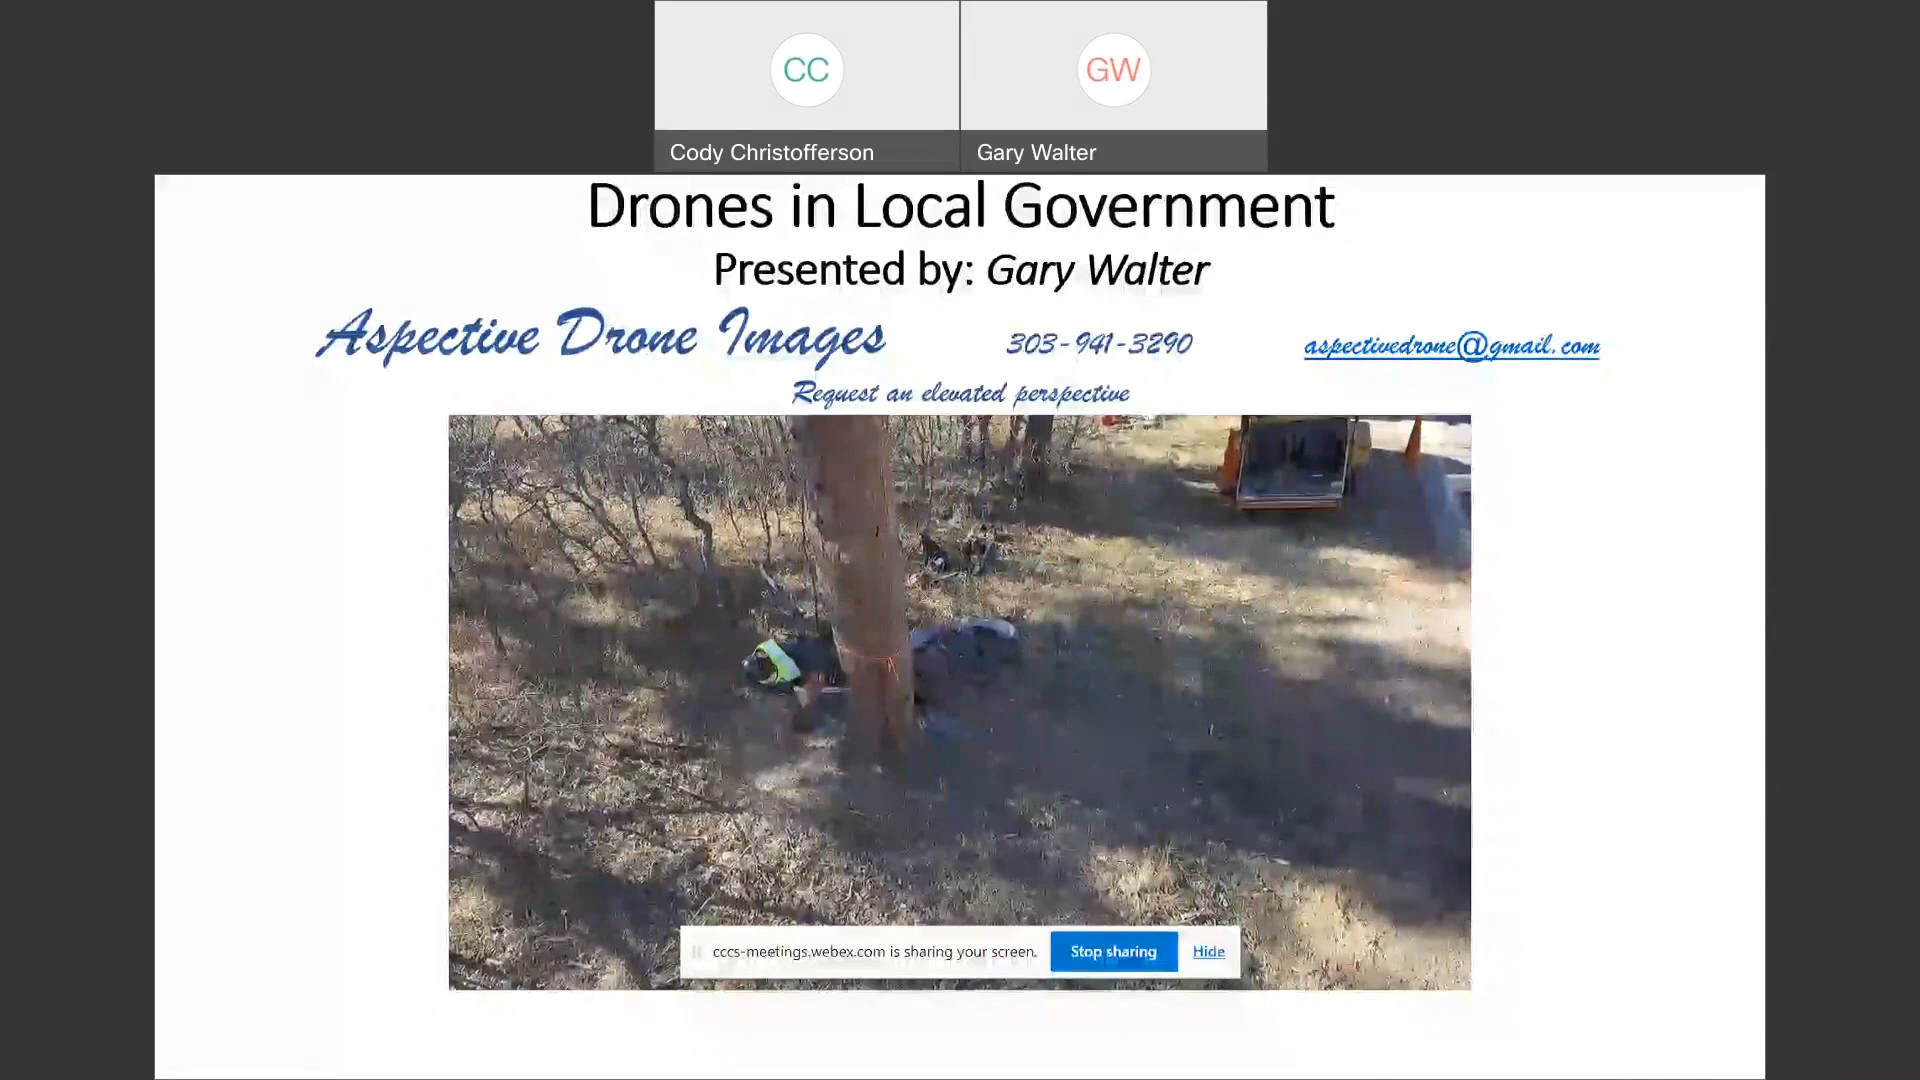 CC
GW
Cody Christofferson
Gary Walter
Drones in Local Government
Presented by: Gary Walter
Aspective Drone Images
303-941-3290
aspectivedrone@gmail.com
Request an elevated perspective
cccs-meetings.webex.com is sharing your screen.
Stop sharing
Hide